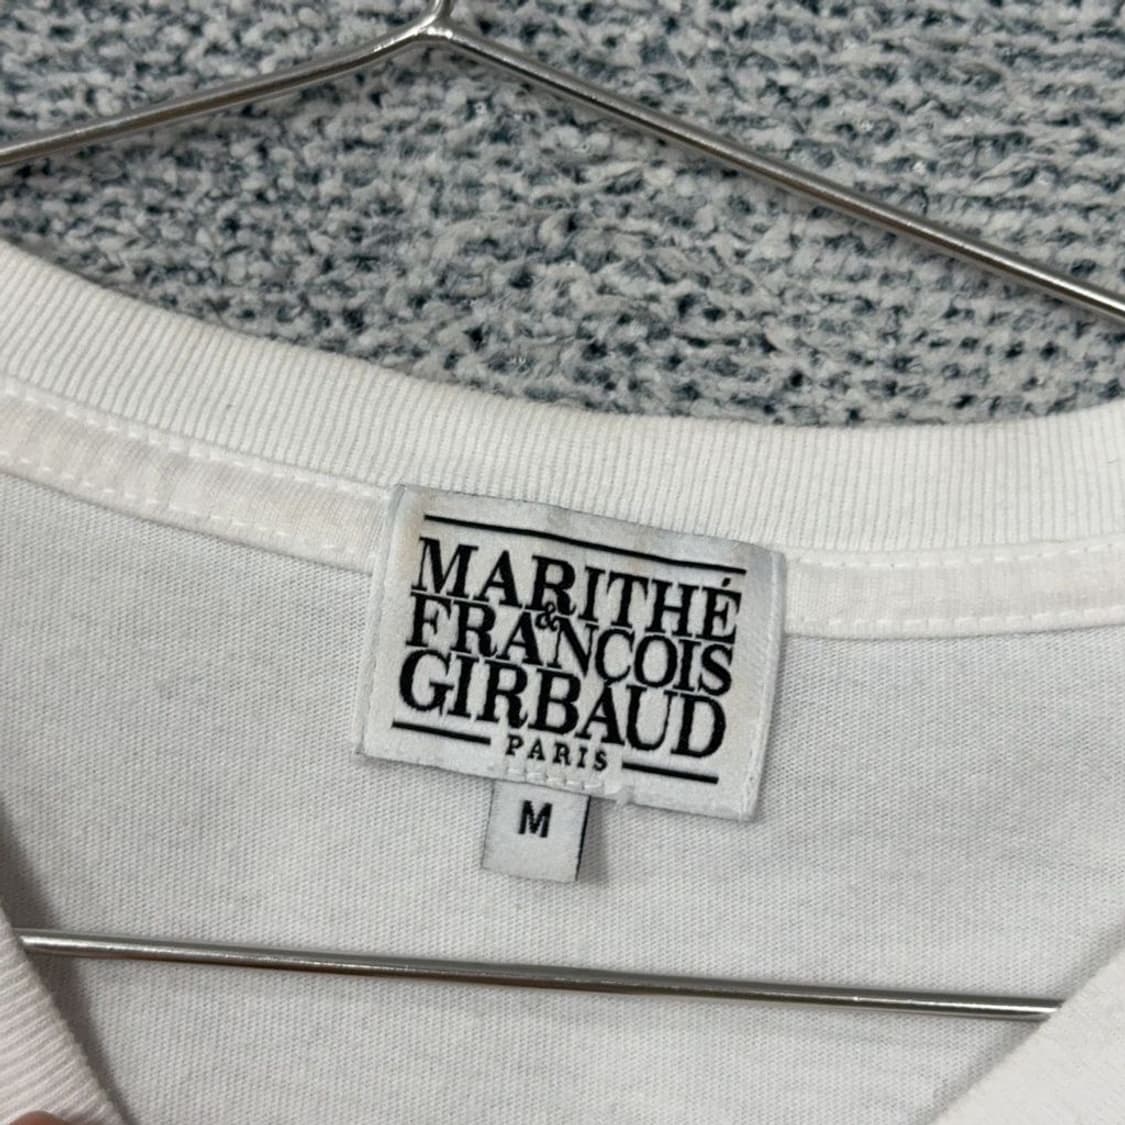 MARITHÉ
&
FRANÇOIS
GIRBAUD
PARIS
M